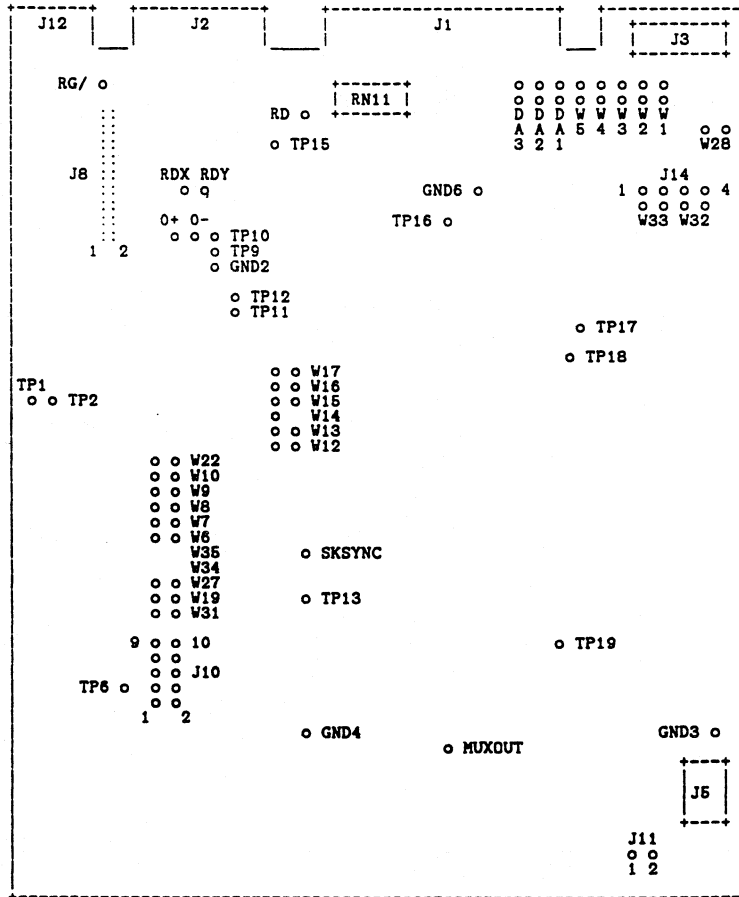 J12 J2 J1 J3
RG/ o
RN11
RD o
o o o o o o o o
o o o o o o o o
D D D W W W W W
A A A 5 4 3 2 1
3 2 1
o o
W28
o TP15
J8
RDX RDY
o q
GND6 o
J14
1 o o o o 4
o o o o
W33 W32
TP16 o
0+ 0-
o o o TP10
1 2
o TP9
o GND2
o TP12
o TP11
o TP17
o TP18
o o W17
o o W16
o o W15
o W14
o o W13
o o W12
TP1
o o TP2
o o W22
o o W10
o o W9
o o W8
o o W7
o o W6
W35
W34
o o W27
o o W19
o o W31
o SKSYNC
o TP13
9 o o 10
o o
o o J10
TP6 o o o
o o
1 2
o TP19
o GND4
o MUXOUT
GND3 o
J5
J11
o o
1 2